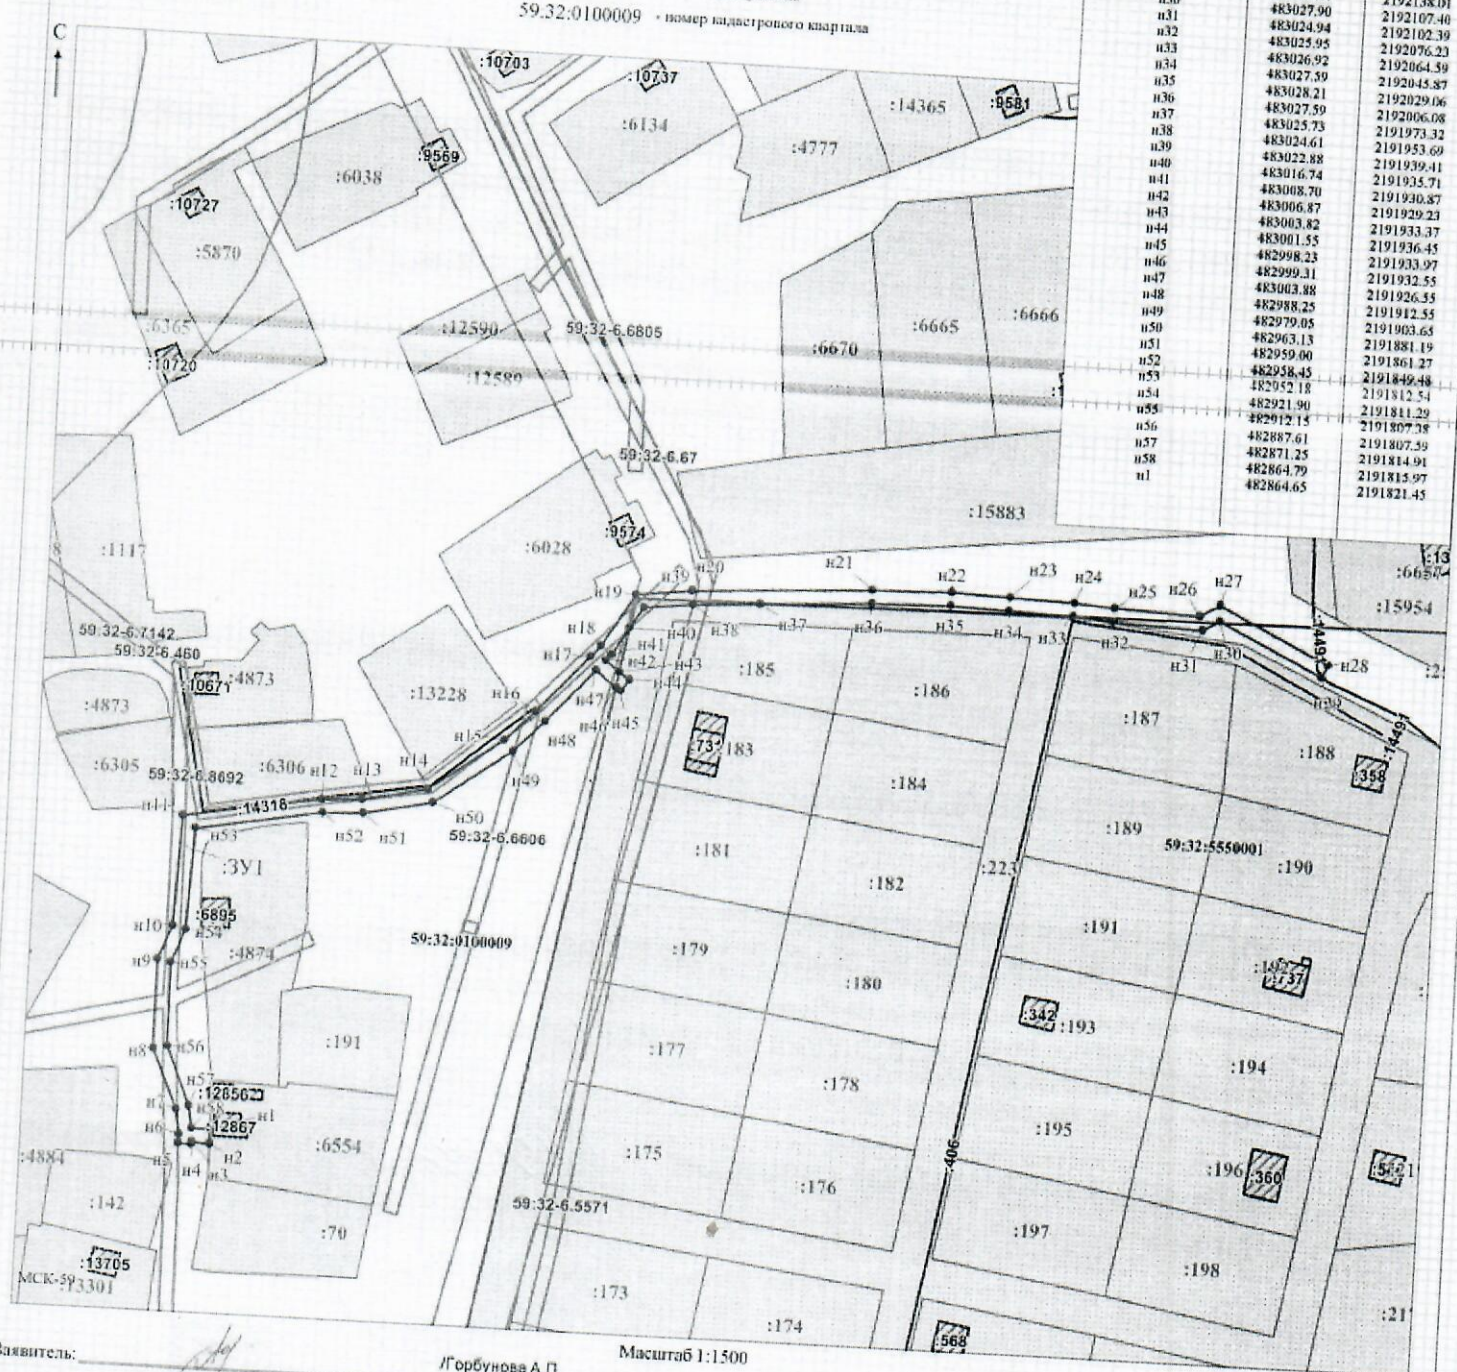 59.32:0100009 - номер кадастрового квартала
С
н31 483027.90 2192107.40
н32 483024.94 2192102.39
н33 483025.95 2192076.23
н34 483026.92 2192064.59
н35 483027.59 2192045.87
н36 483028.21 2192029.06
н37 483027.59 2192006.08
н38 483025.73 2191973.32
н39 483024.61 2191953.69
н40 483022.88 2191939.41
н41 483016.74 2191935.71
н42 483008.70 2191930.87
н43 483006.87 2191929.23
н44 483003.82 2191933.37
н45 483001.55 2191936.45
н46 482998.23 2191933.97
н47 482999.31 2191932.55
н48 483003.88 2191926.55
н49 482988.25 2191912.55
н50 482979.05 2191903.65
н51 482963.13 2191881.19
н52 482959.00 2191861.27
н53 482958.45 2191849.48
н54 482952.18 2191812.54
н55 482921.90 2191811.29
н56 482912.15 2191807.38
н57 482887.61 2191807.59
н58 482871.25 2191814.91
н1 482864.79 2191815.97
482864.65 2191821.45
:10703
:10737
:9581
:14365
:6134
:4777
:9569
:6038
:10727
:5870
:6365
:10720
:12590
:12589
59:32-6.6805
:6670
:6665
:6666
59:32-6.67
:15883
:9574
:6028
:1117
н19
н39
н20
н21
н22
н23
н24
н25
н26
н27
:6657
:15954
59:32-6.7142
59:32-6.460
:10671
:4873
:4873
:13228
н18
н17
н41
н40
н38
н37
н36
н35
н34
н33
н32
н31
н30
н28
н42
н43
н44
н47
н45
н46
н16
н15
н48
н49
:185
:186
:187
:188
:14491
:358
:731
:183
:184
:6305
59:32-6.8692
:6306
н12
н13
н14
:14318
н11
н53
н52
н51
н50
59:32-6.6606
:ЗУ1
:181
:182
:223
:189
59:32:5550001
:190
:6895
н10
н54
н9
н55
:4874
59:32:0100009
:179
:180
:191
:737
:342
:193
:194
н8
н56
:191
:177
:178
н57
н7
н58
:12867
н1
н6
н5
н4
н3
н2
:6554
:4884
:142
:70
:13705
МСК-59
:13301
:175
:176
59:32-6.5571
:195
:406
:196
:360
:197
:198
:173
:174
:568
Заявитель:
/Горбунова А.П.
Масштаб 1:1500